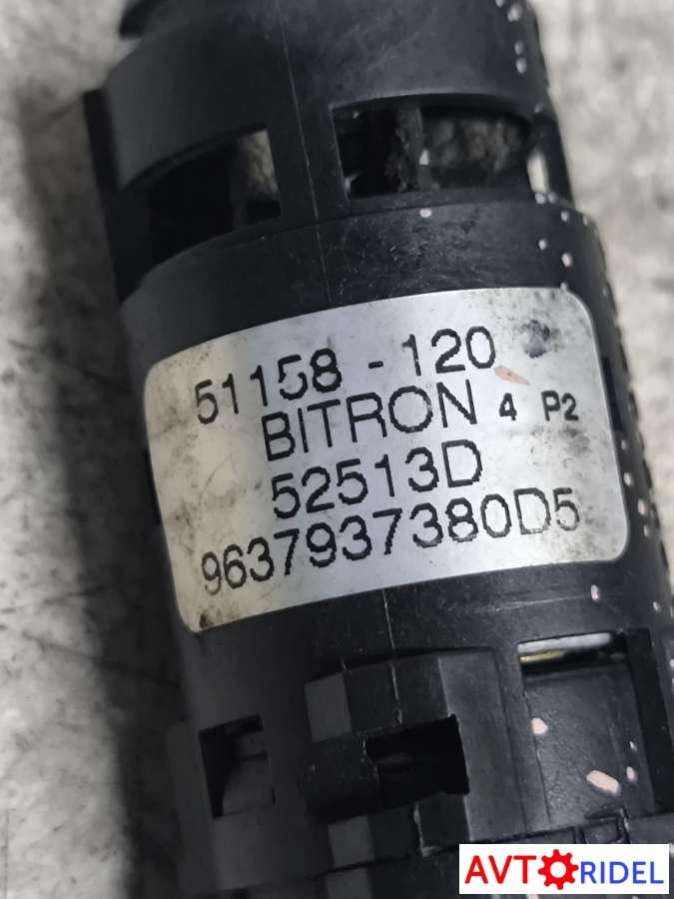 51158 - 120
BITRON 4 P2
52513D
9637937380D5
AVTORIDEL